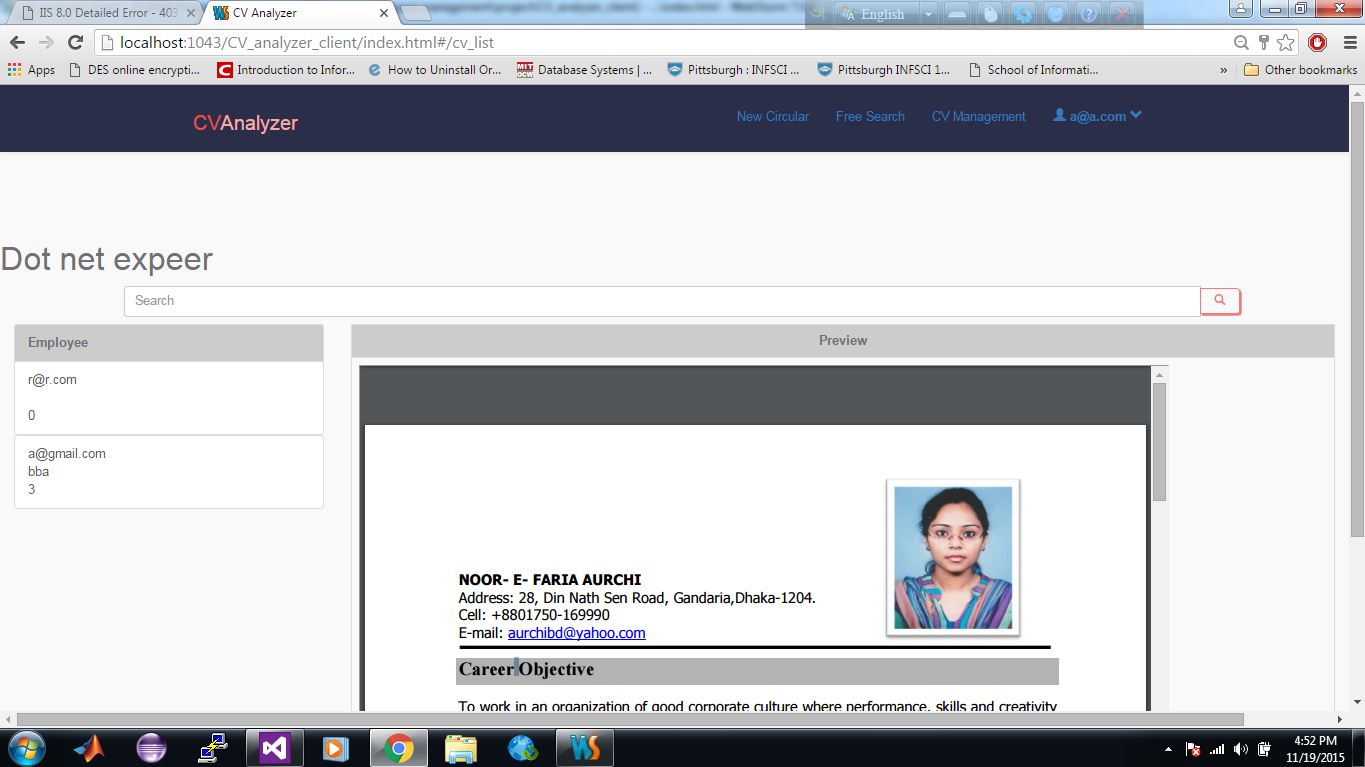 IIS 8.0 Detailed Error - 403
CV Analyzer
English
localhost:1043/CV_analyzer_client/index.html#/cv_list
Apps
DES online encrypti...
Introduction to Infor...
How to Uninstall Or...
Database Systems | ...
Pittsburgh : INFSCI ...
Pittsburgh INFSCI 1...
School of Informati...
»
Other bookmarks
CVAnalyzer
New Circular
Free Search
CV Management
a@a.com
Dot net expeer
Search
Employee
r@r.com
0
a@gmail.com
bba
3
Preview
NOOR- E- FARIA AURCHI
Address: 28, Din Nath Sen Road, Gandaria,Dhaka-1204.
Cell: +8801750-169990
E-mail: aurchibd@yahoo.com
Career Objective
To work in an organization of good corporate culture where performance, skills and creativity
4:52 PM
11/19/2015